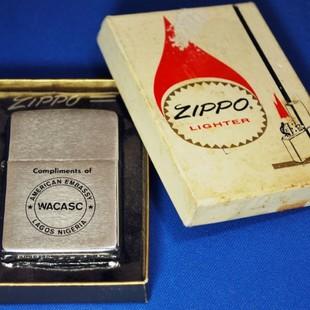 ZIPPO
LIGHTER
ZIPPO
Compliments of
AMERICAN EMBASSY
WACASC
LAGOS NIGERIA